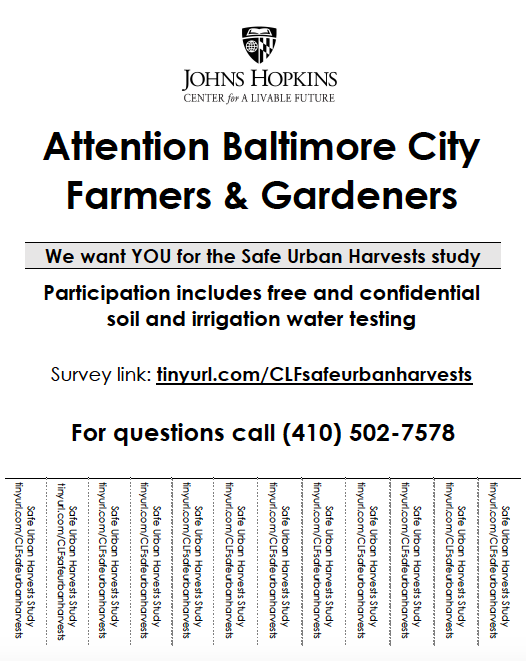 JOHNS HOPKINS
CENTER for A LIVABLE FUTURE
Attention Baltimore City
Farmers & Gardeners
We want YOU for the Safe Urban Harvests study
Participation includes free and confidential
soil and irrigation water testing
Survey link: tinyurl.com/CLFsafeurbanharvests
For questions call (410) 502-7578
Safe Urban Harvests Study
tinyurl.com/CLFsafeurbanharvests
Safe Urban Harvests Study
tinyurl.com/CLFsafeurbanharvests
Safe Urban Harvests Study
tinyurl.com/CLFsafeurbanharvests
Safe Urban Harvests Study
tinyurl.com/CLFsafeurbanharvests
Safe Urban Harvests Study
tinyurl.com/CLFsafeurbanharvests
Safe Urban Harvests Study
tinyurl.com/CLFsafeurbanharvests
Safe Urban Harvests Study
tinyurl.com/CLFsafeurbanharvests
Safe Urban Harvests Study
tinyurl.com/CLFsafeurbanharvests
Safe Urban Harvests Study
tinyurl.com/CLFsafeurbanharvests
Safe Urban Harvests Study
tinyurl.com/CLFsafeurbanharvests
Safe Urban Harvests Study
tinyurl.com/CLFsafeurbanharvests
Safe Urban Harvests Study
tinyurl.com/CLFsafeurbanharvests